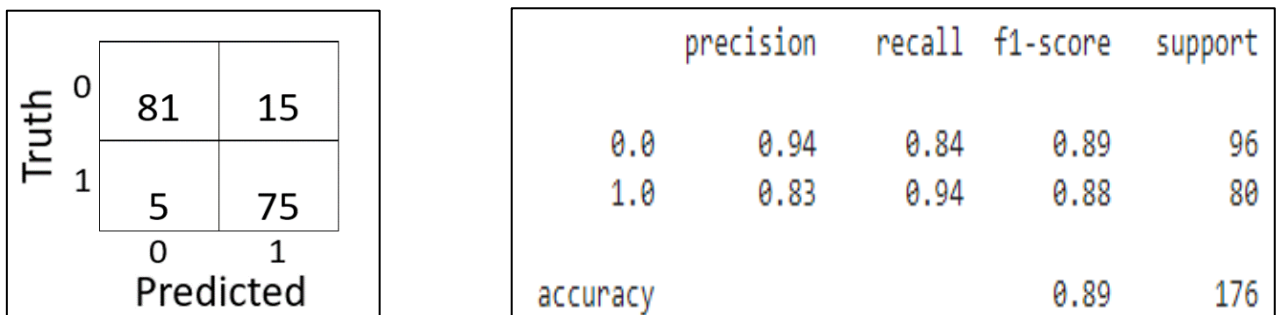 Truth
0 81 15
1 5 75
0 1
Predicted
precision recall f1-score support
0.0 0.94 0.84 0.89 96
1.0 0.83 0.94 0.88 80
accuracy 0.89 176